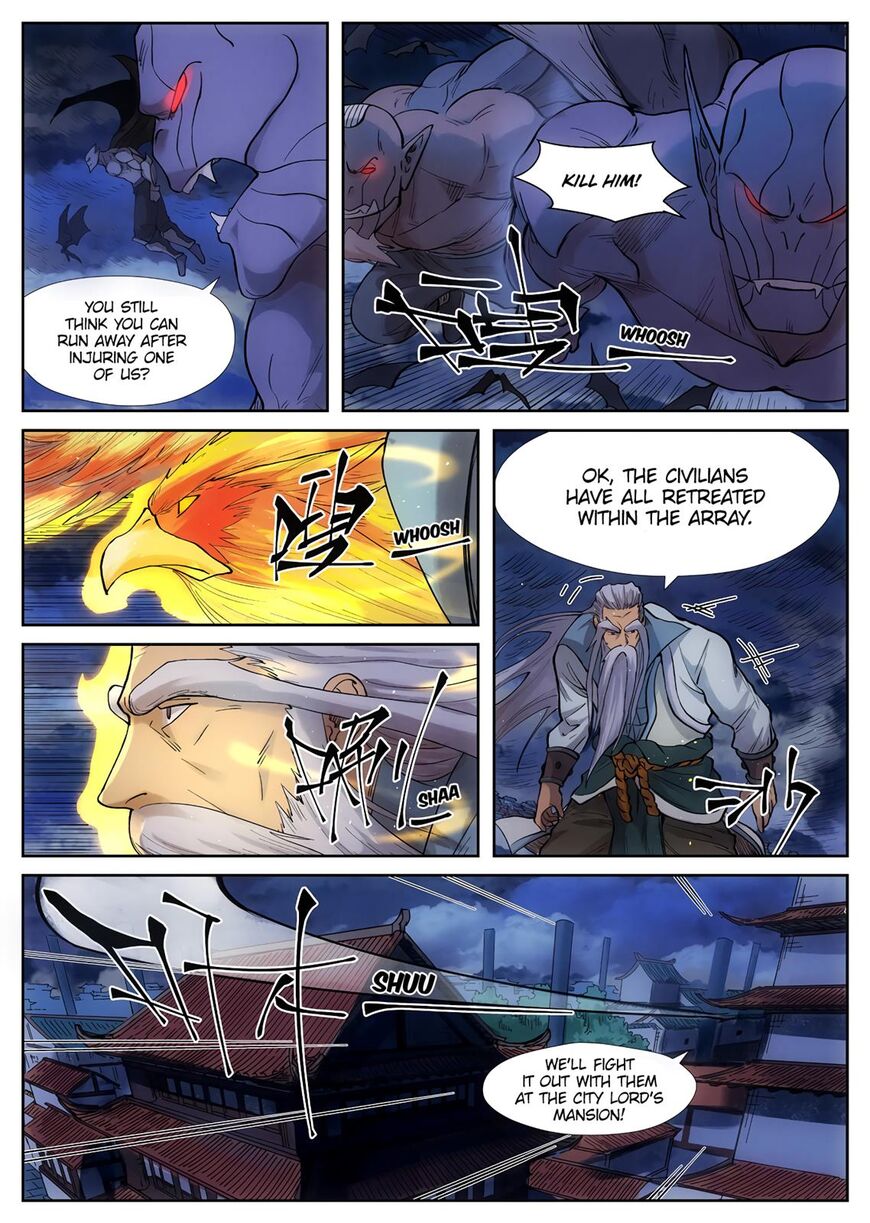 YOU STILL
THINK YOU CAN
RUN AWAY AFTER
INJURING ONE
OF US?
KILL HIM!
WHOOSH
WHOOSH
OK, THE CIVILIANS
HAVE ALL RETREATED
WITHIN THE ARRAY.
SHAA
SHUU
WE'LL FIGHT
IT OUT WITH THEM
AT THE CITY LORD'S
MANSION!